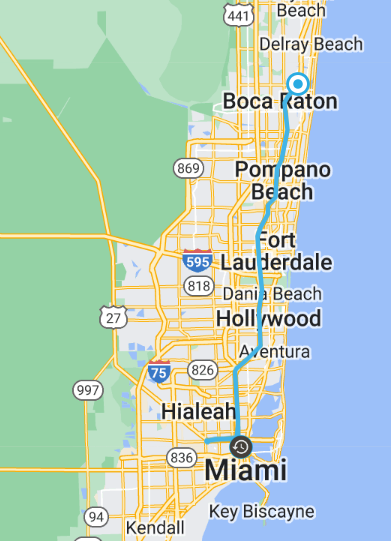 Beach
441
Delray Beach
Boca Raton
869
Pompano
Beach
595
Fort
Lauderdale
818
Dania Beach
27
Hollywood
Aventura
75
826
997
Hialeah
836
Miami
Key Biscayne
94
Kendall